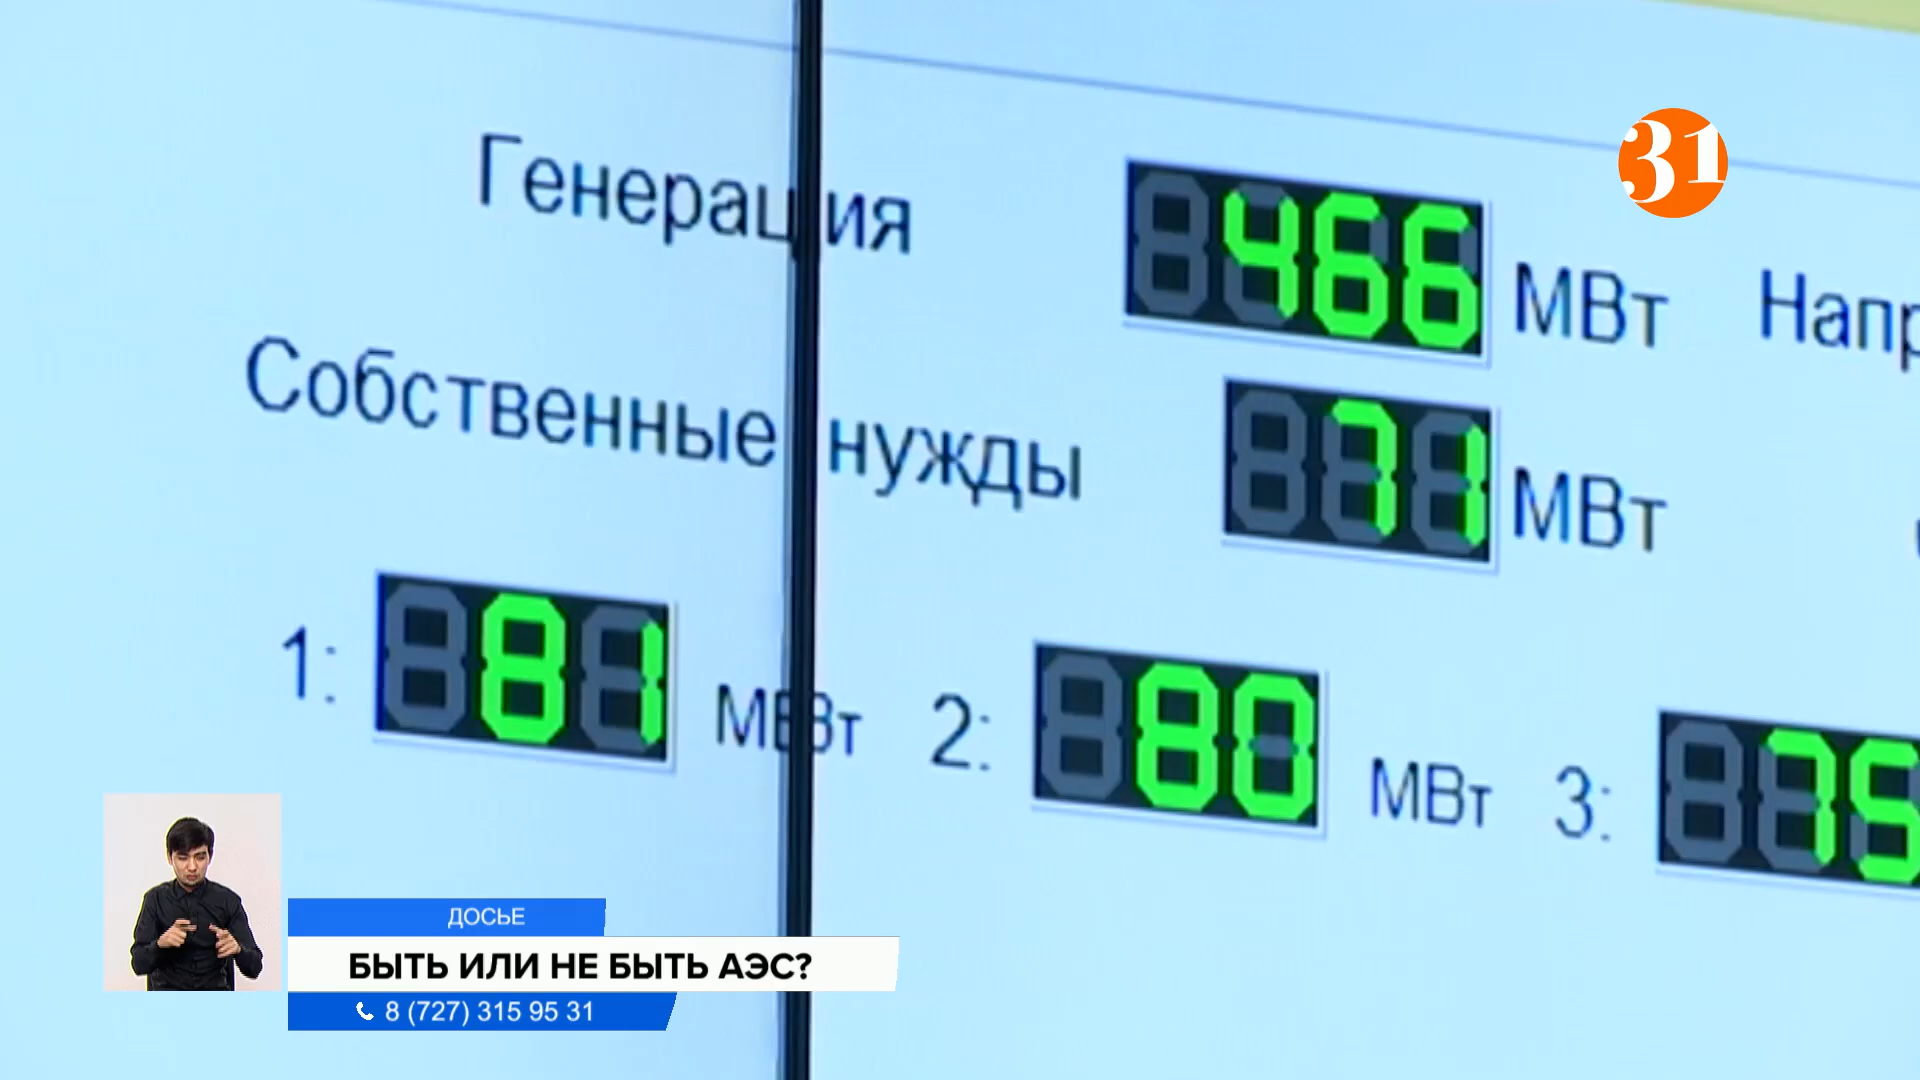 31
Генерация 466 МВт
Собственные нужды 71 МВт
1: 81 МВт 2: 80 МВт 3: 75
ДОСЬЕ
БЫТЬ ИЛИ НЕ БЫТЬ АЭС?
8 (727) 315 95 31